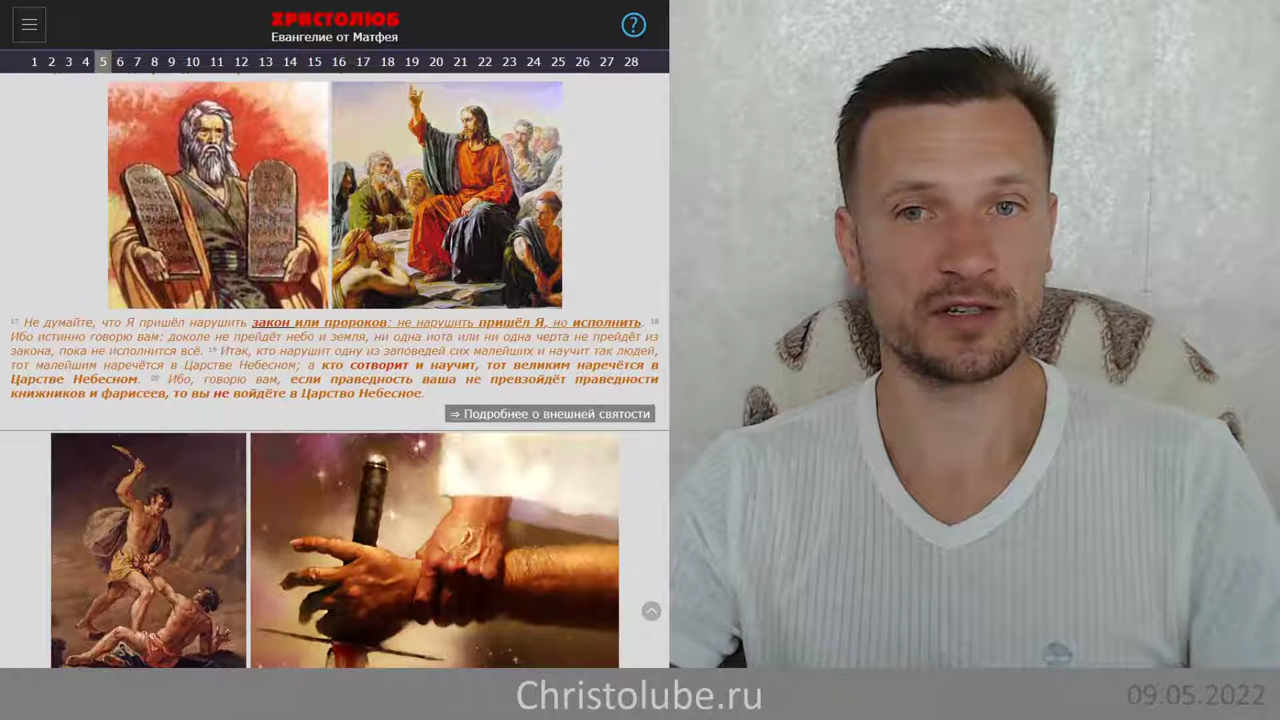 ХРИСТОЛЮБ
Евангелие от Матфея
?
1 2 3 4 5 6 7 8 9 10 11 12 13 14 15 16 17 18 19 20 21 22 23 24 25 26 27 28
17 Не думайте, что Я пришёл нарушить закон или пророков: не нарушить пришёл Я, но исполнить. 18
Ибо истинно говорю вам: доколе не прейдёт небо и земля, ни одна иота или ни одна черта не прейдёт из
закона, пока не исполнится всё. 19 Итак, кто нарушит одну из заповедей сих малейших и научит так людей,
тот малейшим наречётся в Царстве Небесном; а кто сотворит и научит, тот великим наречётся в
Царстве Небесном. 20 Ибо, говорю вам, если праведность ваша не превзойдёт праведности
книжников и фарисеев, то вы не войдёте в Царство Небесное.
⇒ Подробнее о внешней святости
Christolube.ru
09.05.2022